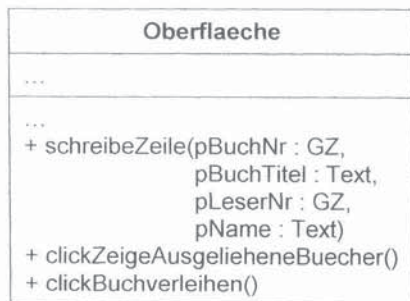 Oberflaeche
...
...
+ schreibeZeile(pBuchNr : GZ,
pBuchTitel : Text,
pLeserNr : GZ,
pName : Text)
+ clickZeigeAusgelieheneBuecher()
+ clickBuchverleihen()